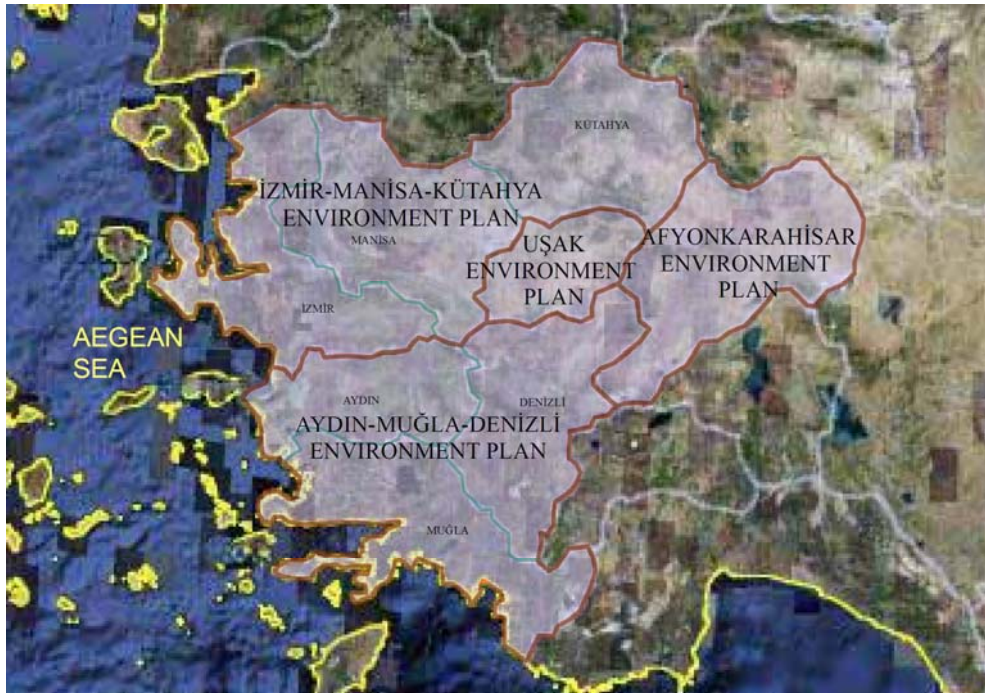 KÜTAHYA
İZMİR-MANİSA-KÜTAHYA
ENVIRONMENT PLAN
MANİSA
İZMİR
UŞAK
ENVIRONMENT
PLAN
AFYONKARAHİSAR
ENVIRONMENT
PLAN
AEGEAN
SEA
AYDIN
DENİZLİ
AYDIN-MUĞLA-DENİZLİ
ENVIRONMENT PLAN
MUĞLA